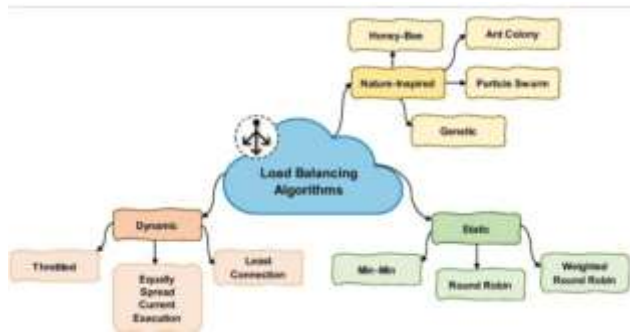 Honey-Bee
Ant Colony
Nature-Inspired
Particle Swarm
Genetic
Load Balancing
Algorithms
Dynamic
Static
Throttled
Least
Connection
Equally
Spread
Current
Execution
Min-Min
Round Robin
Weighted
Round Robin